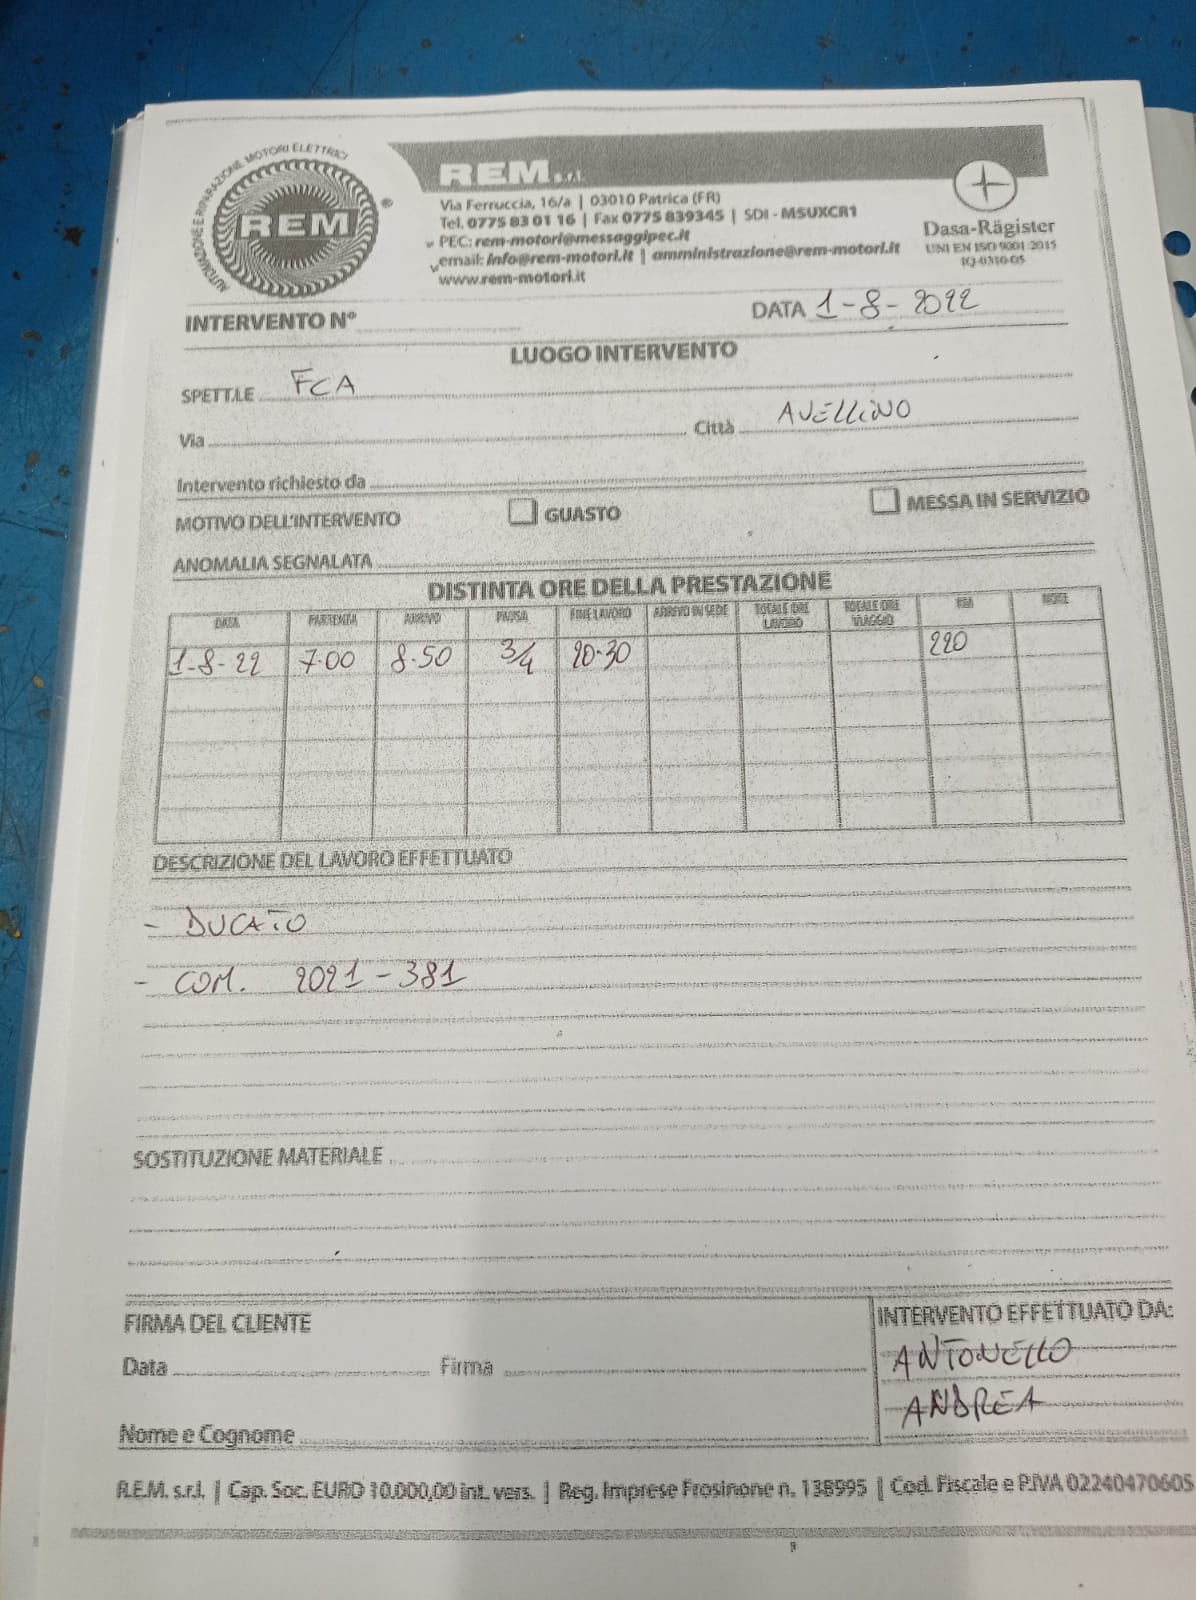 AUTOMAZIONE E RIPARAZIONE MOTORI ELETTRICI
REM ®
REM s.r.l.
Via Ferruccia, 16/a | 03010 Patrica (FR)
Tel. 0775 83 01 16 | Fax 0775 839345 | SDI - M5UXCR1
PEC: rem-motori@messaggipec.it
email: info@rem-motori.it | amministrazione@rem-motori.it
www.rem-motori.it
Dasa-Rägister
UNI EN ISO 9001:2015
IQ-0310-05
INTERVENTO N°
DATA 1-8-2022
LUOGO INTERVENTO
SPETT.LE FCA
Via Città AVELLINO
Intervento richiesto da
MOTIVO DELL'INTERVENTO GUASTO MESSA IN SERVIZIO
ANOMALIA SEGNALATA
DISTINTA ORE DELLA PRESTAZIONE
DATA PARTENZA ARRIVO PAUSA FINE LAVORO ARRIVO IN SEDE TOTALE ORE LAVORO TOTALE ORE VIAGGIO KM NOTE
1-8-22 7.00 8.50 3/4 20.30 220
DESCRIZIONE DEL LAVORO EFFETTUATO
- DUCATO
- COM. 2021-381
SOSTITUZIONE MATERIALE
FIRMA DEL CLIENTE
Data Firma
Nome e Cognome
INTERVENTO EFFETTUATO DA:
ANTONELLO
ANDREA
R.E.M. s.r.l. | Cap. Soc. EURO 10.000,00 int. vers. | Reg. Imprese Frosinone n. 138995 | Cod. Fiscale e P.IVA 02240470605